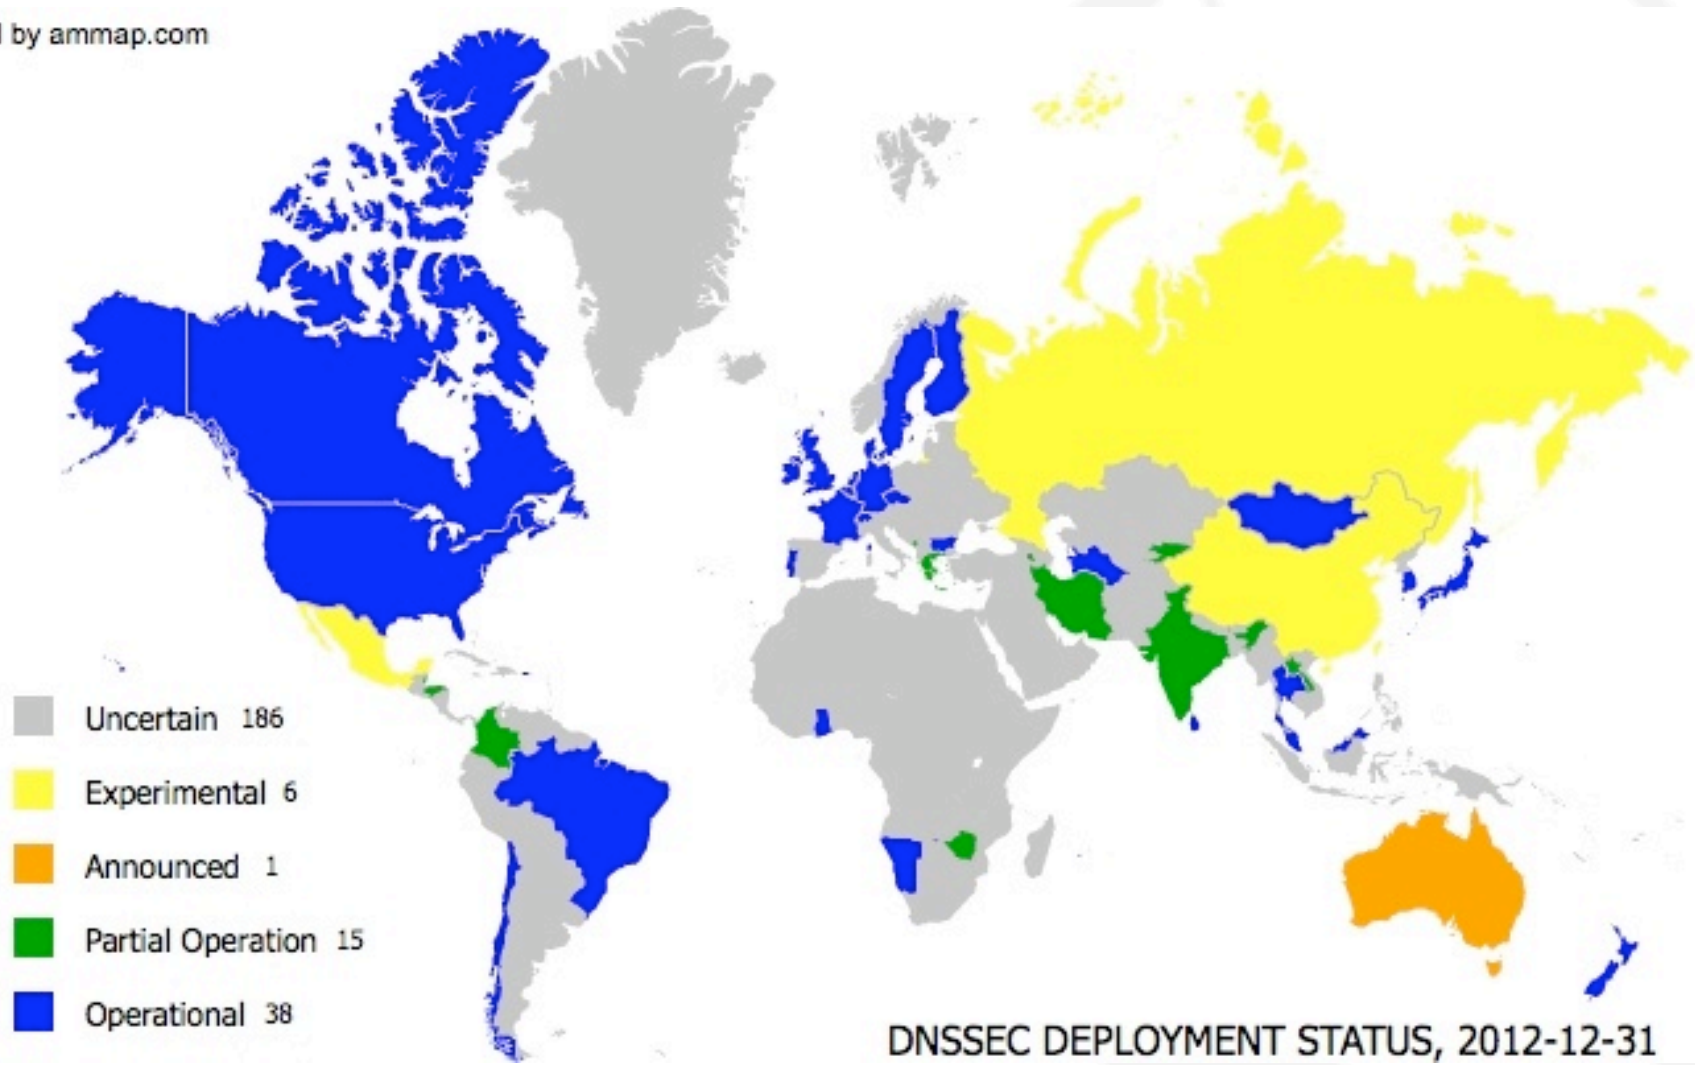 by ammap.com
Uncertain 186
Experimental 6
Announced 1
Partial Operation 15
Operational 38
DNSSEC DEPLOYMENT STATUS, 2012-12-31